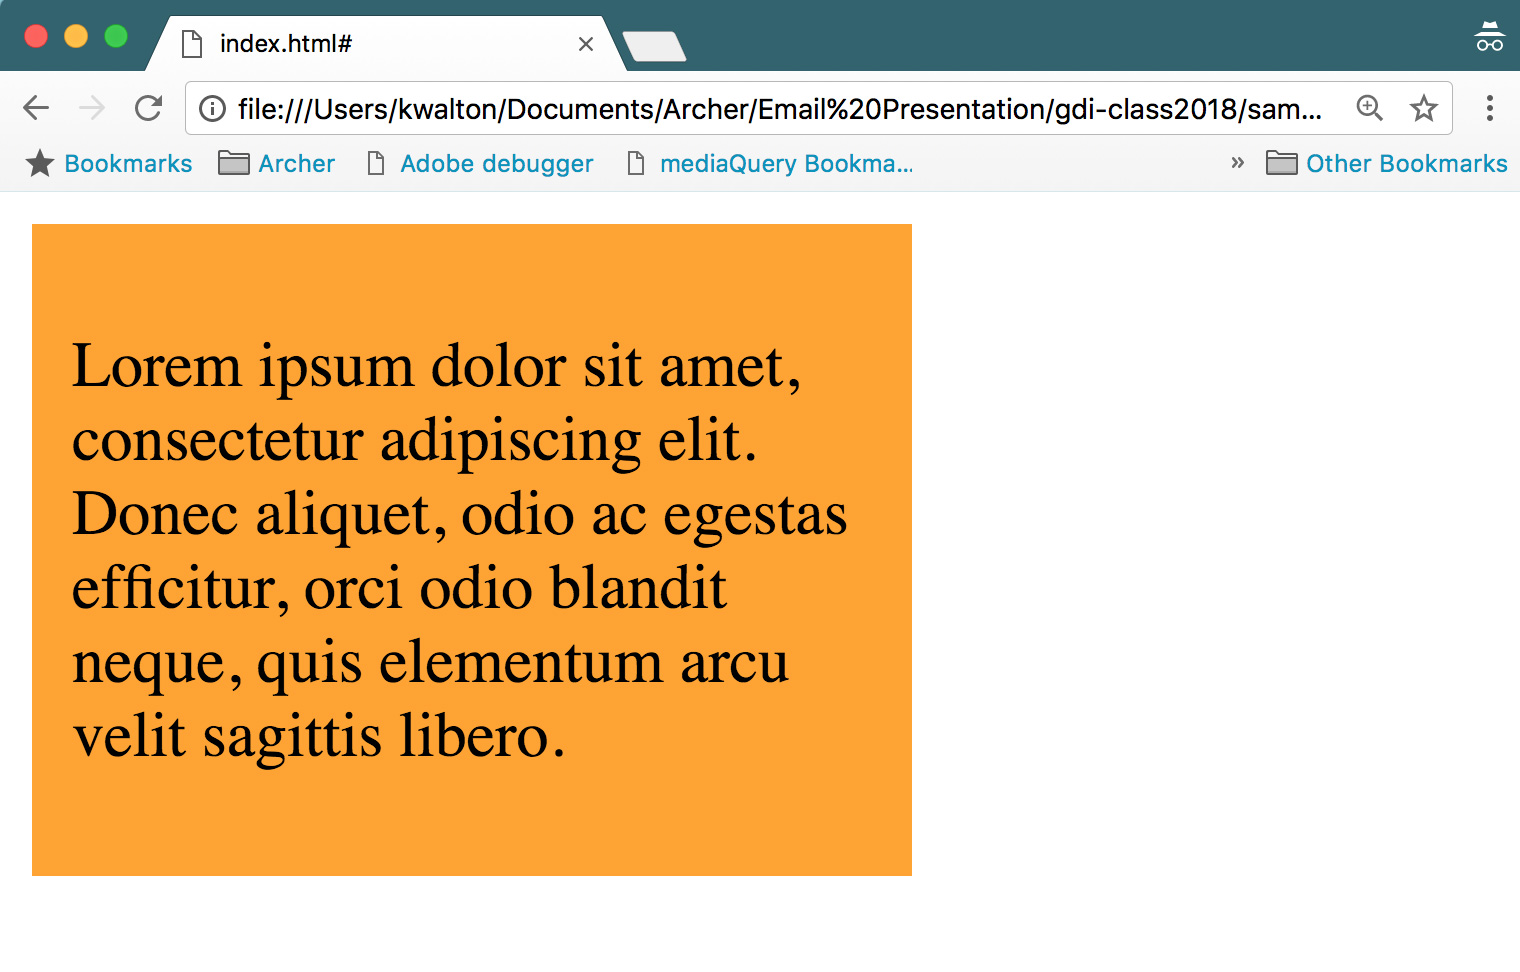 index.html#
file:///Users/kwalton/Documents/Archer/Email%20Presentation/gdi-class2018/sam...
Bookmarks Archer Adobe debugger mediaQuery Bookma... » Other Bookmarks
Lorem ipsum dolor sit amet,
consectetur adipiscing elit.
Donec aliquet, odio ac egestas
efficitur, orci odio blandit
neque, quis elementum arcu
velit sagittis libero.